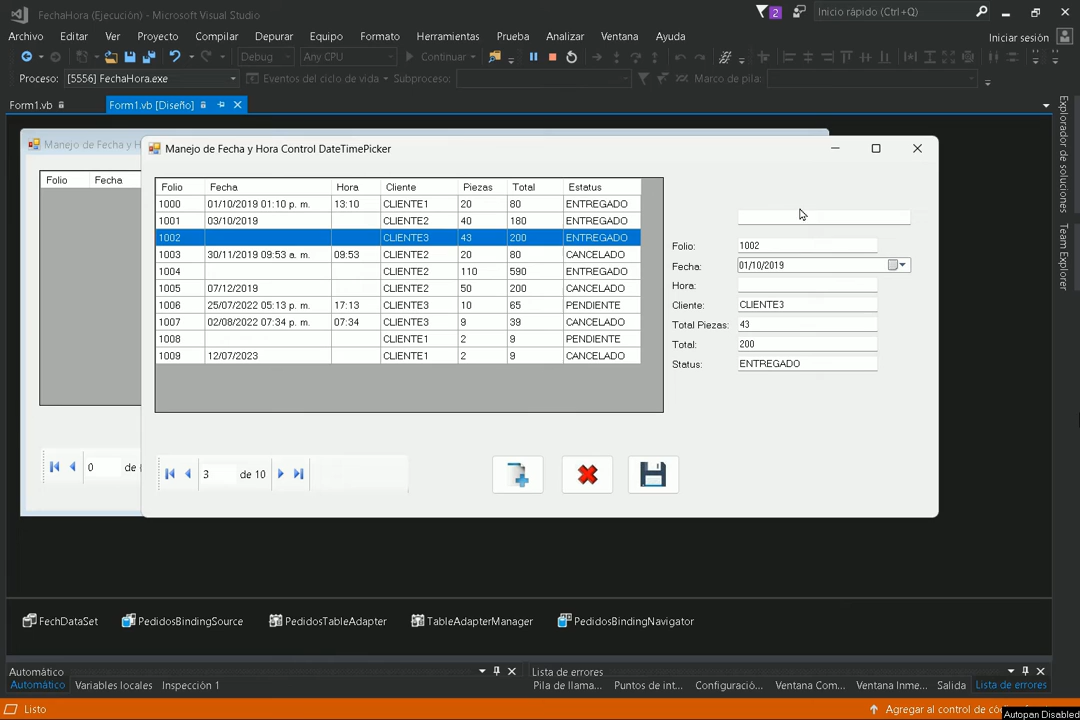 FechaHora (Ejecución) - Microsoft Visual Studio
2
Inicio rápido (Ctrl+Q)
Archivo Editar Ver Proyecto Compilar Depurar Equipo Formato Herramientas Prueba Analizar Ventana Ayuda
Iniciar sesión
Debug Any CPU Continuar
Proceso: [5556] FechaHora.exe Eventos del ciclo de vida Subproceso: Marco de pila:
Form1.vb Form1.vb [Diseño]
Explorador de soluciones
Team Explorer
Manejo de Fecha y H
Folio Fecha
0 de
Manejo de Fecha y Hora Control DateTimePicker
Folio Fecha Hora Cliente Piezas Total Estatus
1000 01/10/2019 01:10 p. m. 13:10 CLIENTE1 20 80 ENTREGADO
1001 03/10/2019 CLIENTE2 40 180 ENTREGADO
1002 CLIENTE3 43 200 ENTREGADO
1003 30/11/2019 09:53 a. m. 09:53 CLIENTE2 20 80 CANCELADO
1004 CLIENTE2 110 590 ENTREGADO
1005 07/12/2019 CLIENTE2 50 200 CANCELADO
1006 25/07/2022 05:13 p. m. 17:13 CLIENTE3 10 65 PENDIENTE
1007 02/08/2022 07:34 p. m. 07:34 CLIENTE3 9 39 CANCELADO
1008 CLIENTE1 2 9 PENDIENTE
1009 12/07/2023 CLIENTE1 2 9 CANCELADO
Folio: 1002
Fecha: 01/10/2019
Hora:
Cliente: CLIENTE3
Total Piezas: 43
Total: 200
Status: ENTREGADO
3 de 10
FechDataSet PedidosBindingSource PedidosTableAdapter TableAdapterManager PedidosBindingNavigator
Automático
Lista de errores
Automático Variables locales Inspección 1
Pila de llama... Puntos de int... Configuració... Ventana Com... Ventana Inme... Salida Lista de errores
Listo
Agregar al control de có
Autopan Disabled